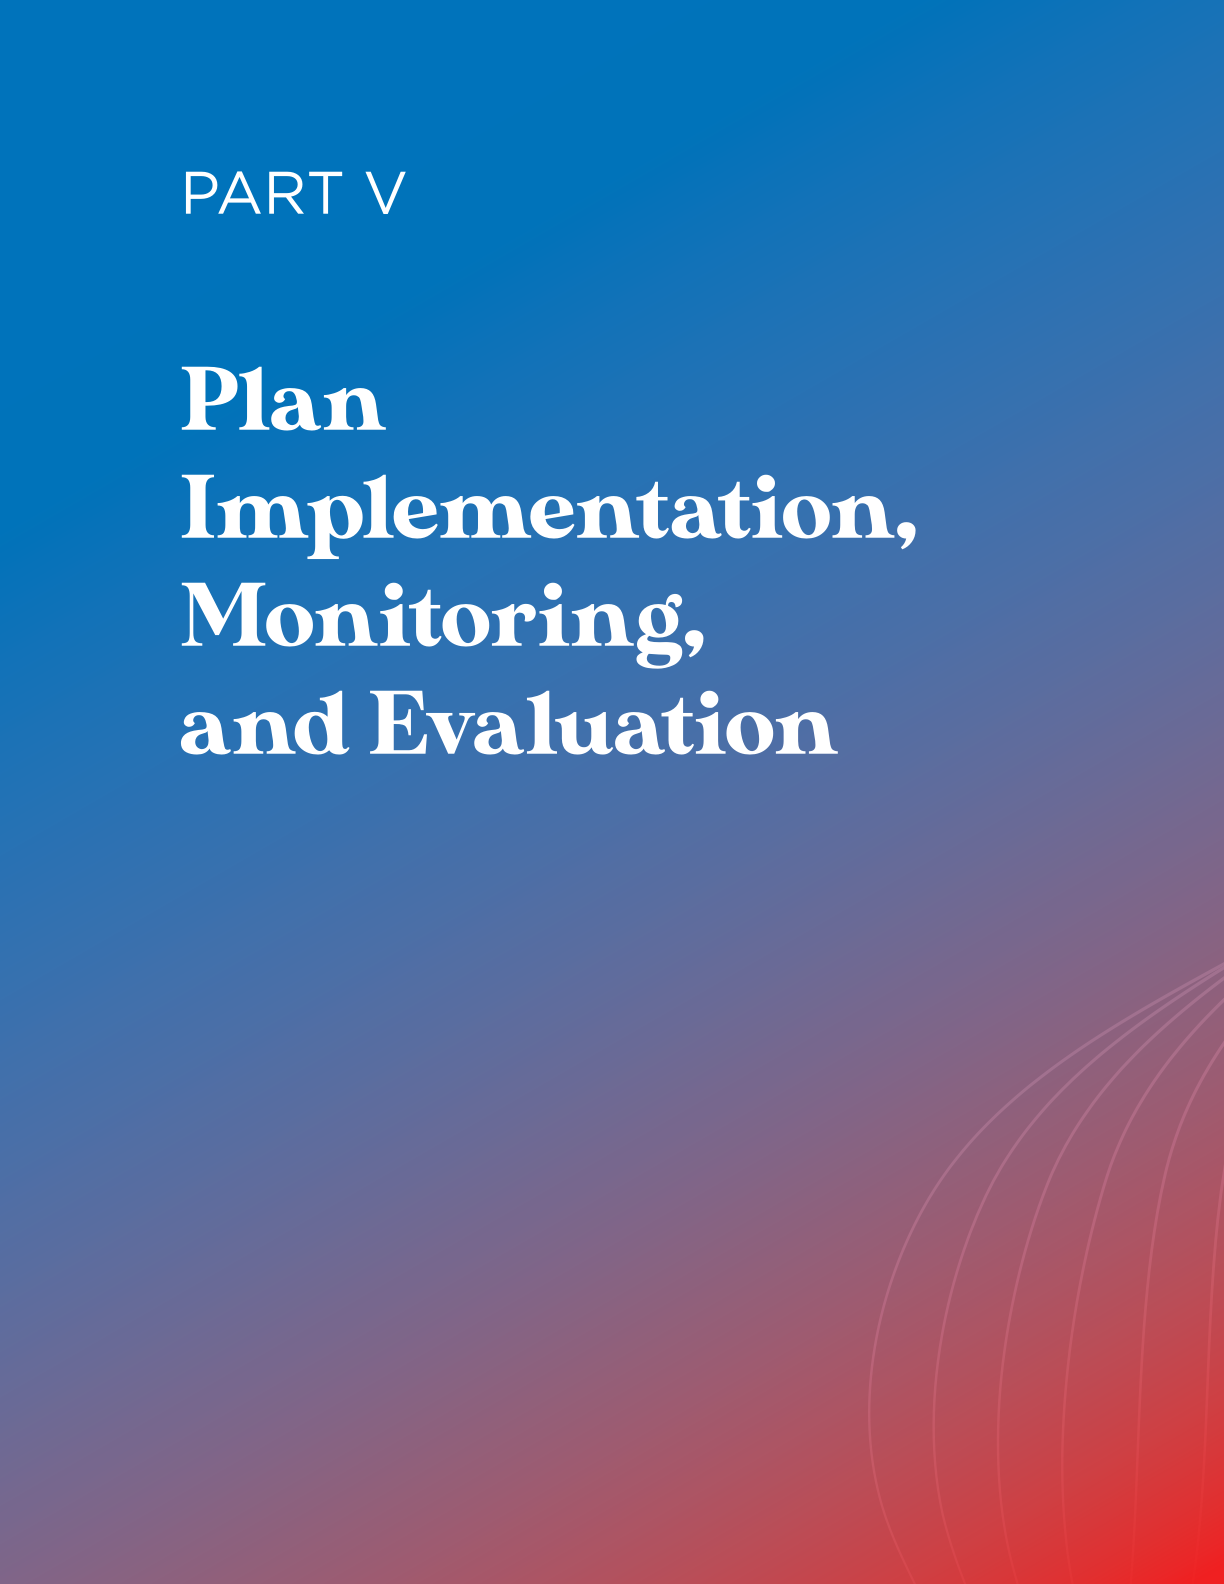 PART V
Plan
Implementation,
Monitoring,
and Evaluation